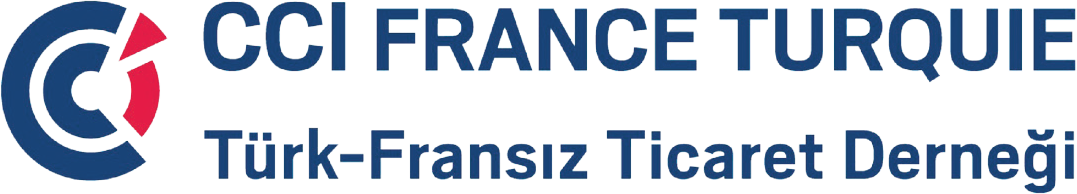 CCI FRANCE TURQUIE
Türk-Fransız Ticaret Derneği